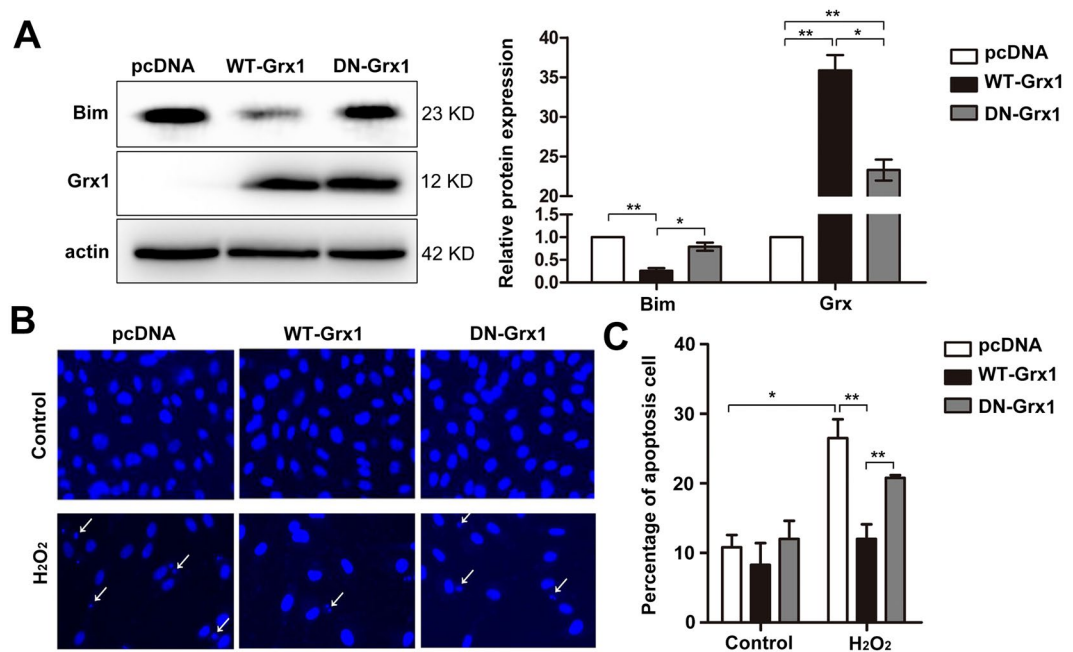 A
pcDNA WT-Grx1 DN-Grx1
Bim 23 KD
Grx1 12 KD
actin 42 KD
Relative protein expression
40
35
30
25
20
1.5
1.0
0.5
0.0
** *
** *
**
Bim Grx
pcDNA
WT-Grx1
DN-Grx1
B
pcDNA WT-Grx1 DN-Grx1
Control
H2O2
C
Percentage of apoptosis cell
40
30
20
10
0
* **
**
Control H2O2
pcDNA
WT-Grx1
DN-Grx1